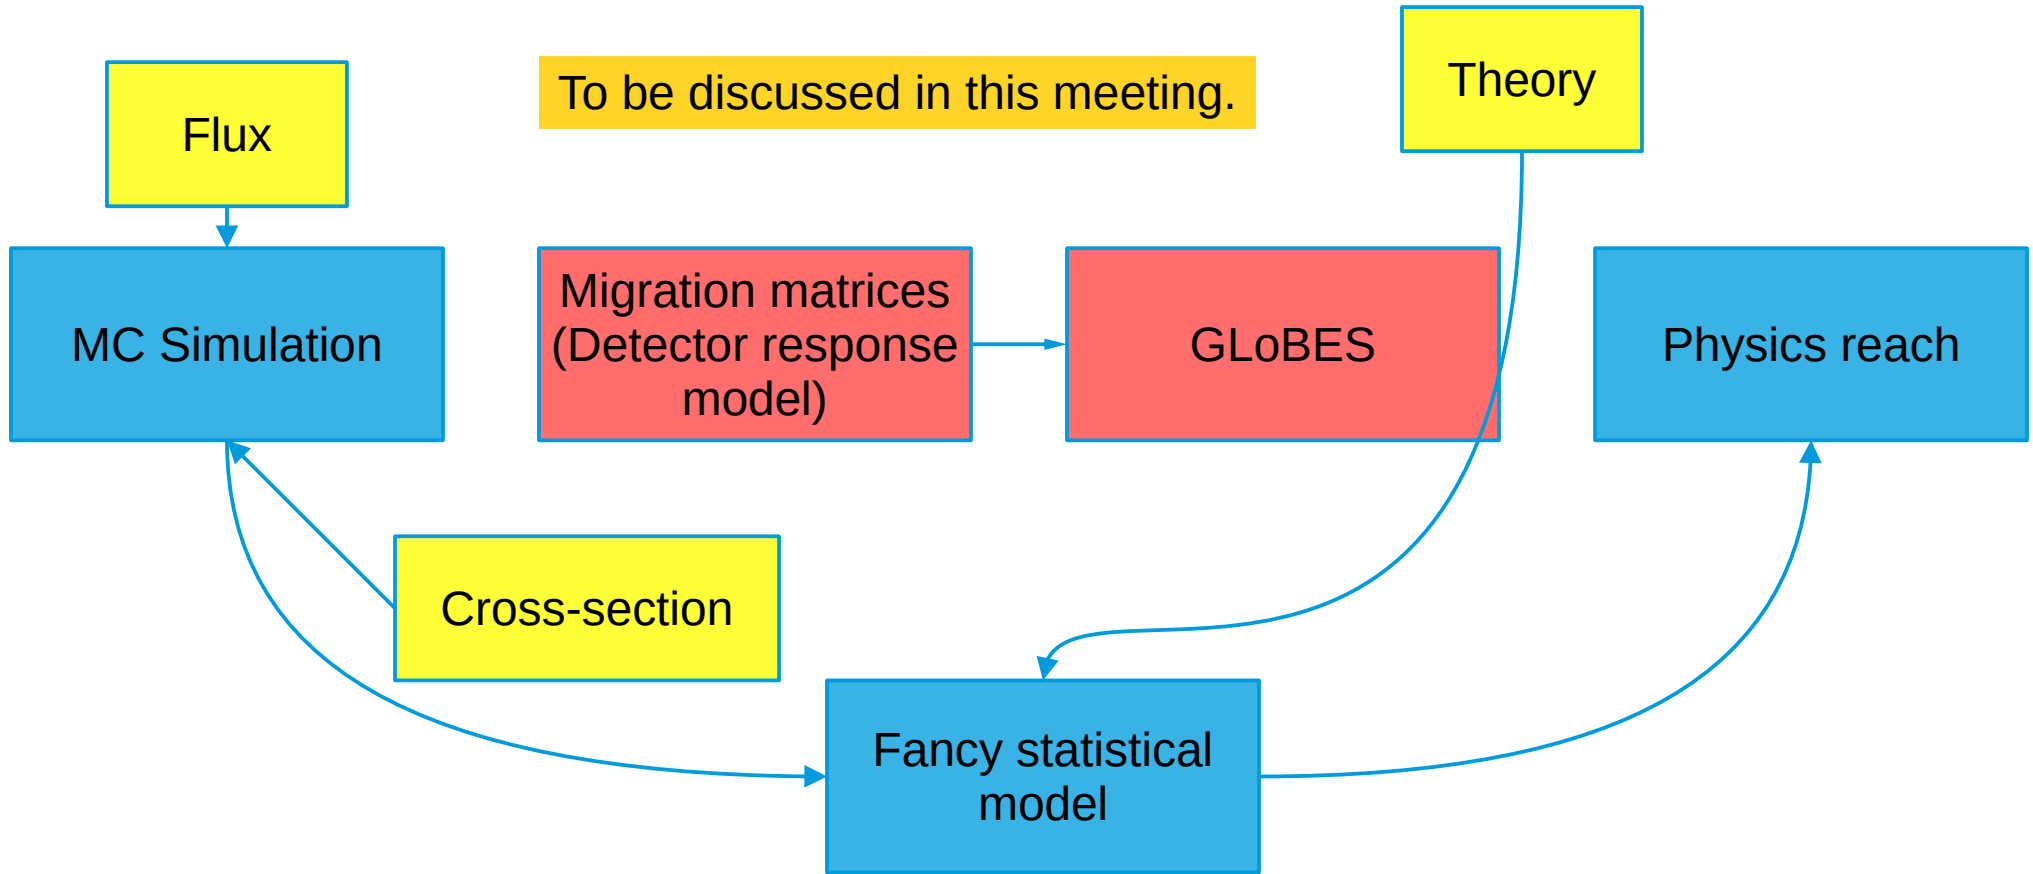 Theory
To be discussed in this meeting.
Flux
MC Simulation
Migration matrices
(Detector response
model)
GLoBES
Physics reach
Cross-section
Fancy statistical
model